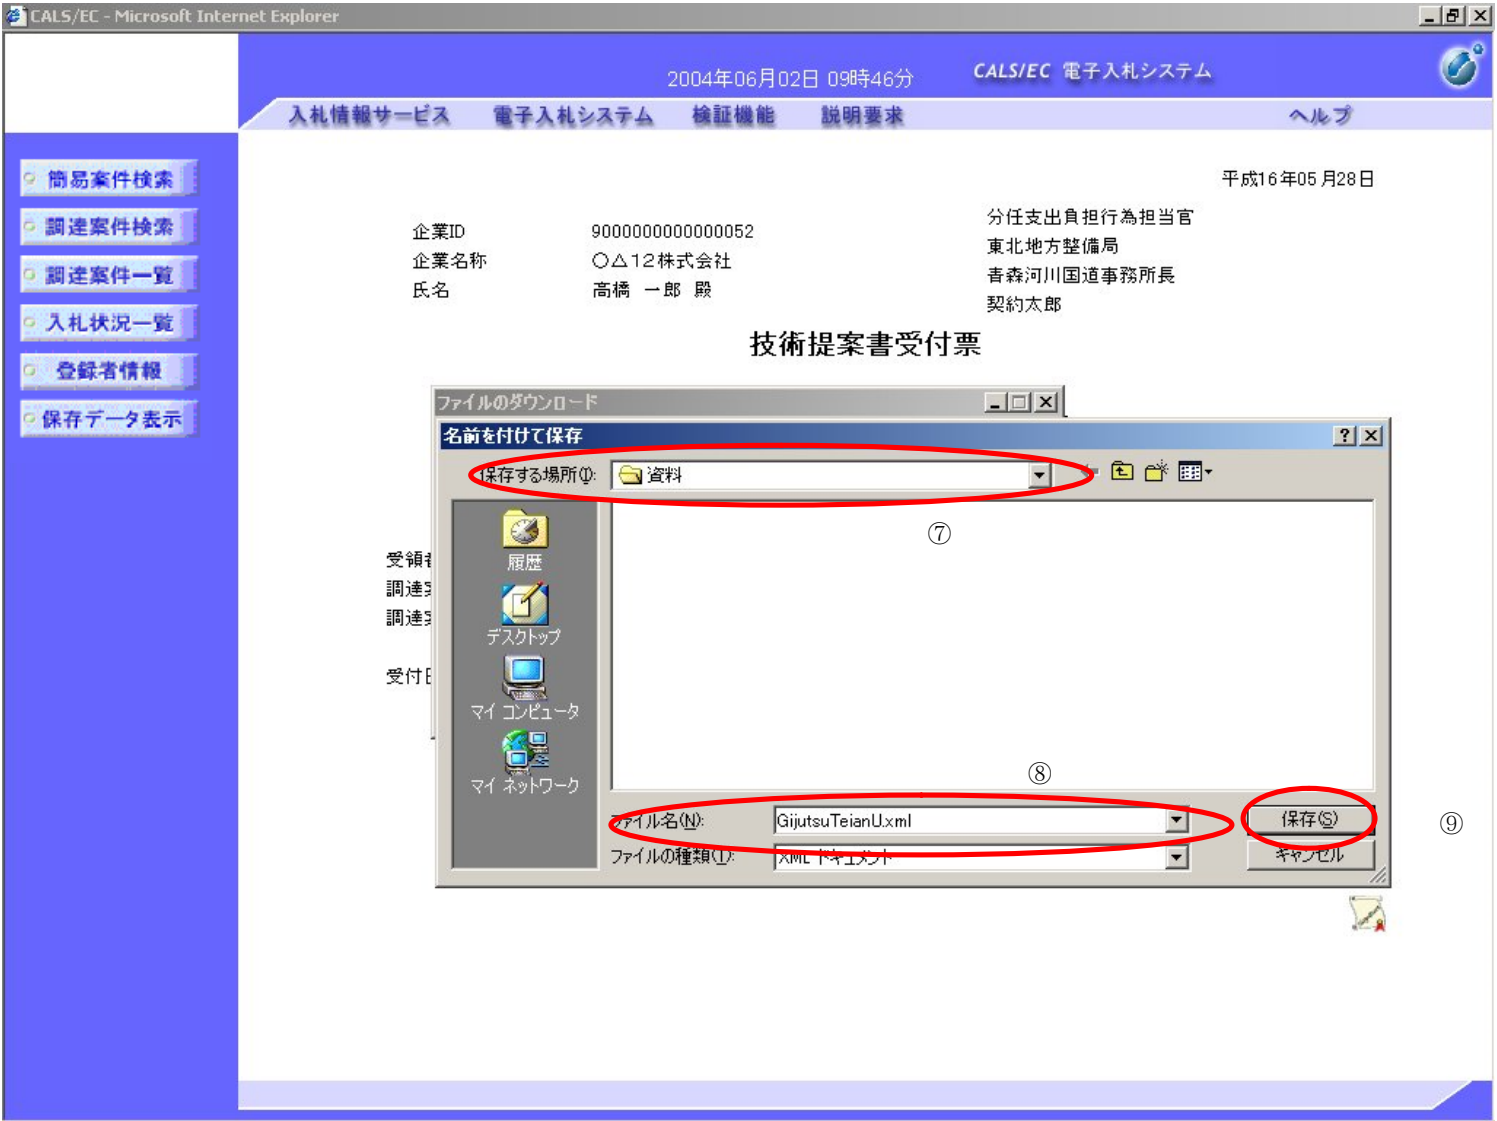 CALS/EC - Microsoft Internet Explorer
2004年06月02日 09時46分
CALS/EC 電子入札システム
入札情報サービス
電子入札システム
検証機能
説明要求
ヘルプ
簡易案件検索
調達案件検索
調達案件一覧
入札状況一覧
登録者情報
保存データ表示
平成16年05月28日
企業ID 9000000000000052
企業名称 ○△12株式会社
氏名 高橋 一郎 殿
分任支出負担行為担当官
東北地方整備局
青森河川国道事務所長
契約太郎
技術提案書受付票
ファイルのダウンロード
名前を付けて保存
保存する場所(I): 資料
⑦
履歴
デスクトップ
マイ コンピュータ
マイ ネットワーク
受領
調達
調達
受付
⑧
ファイル名(N): GijutsuTeianU.xml
保存(S)
⑨
ファイルの種類(T): XML ドキュメント
キャンセル